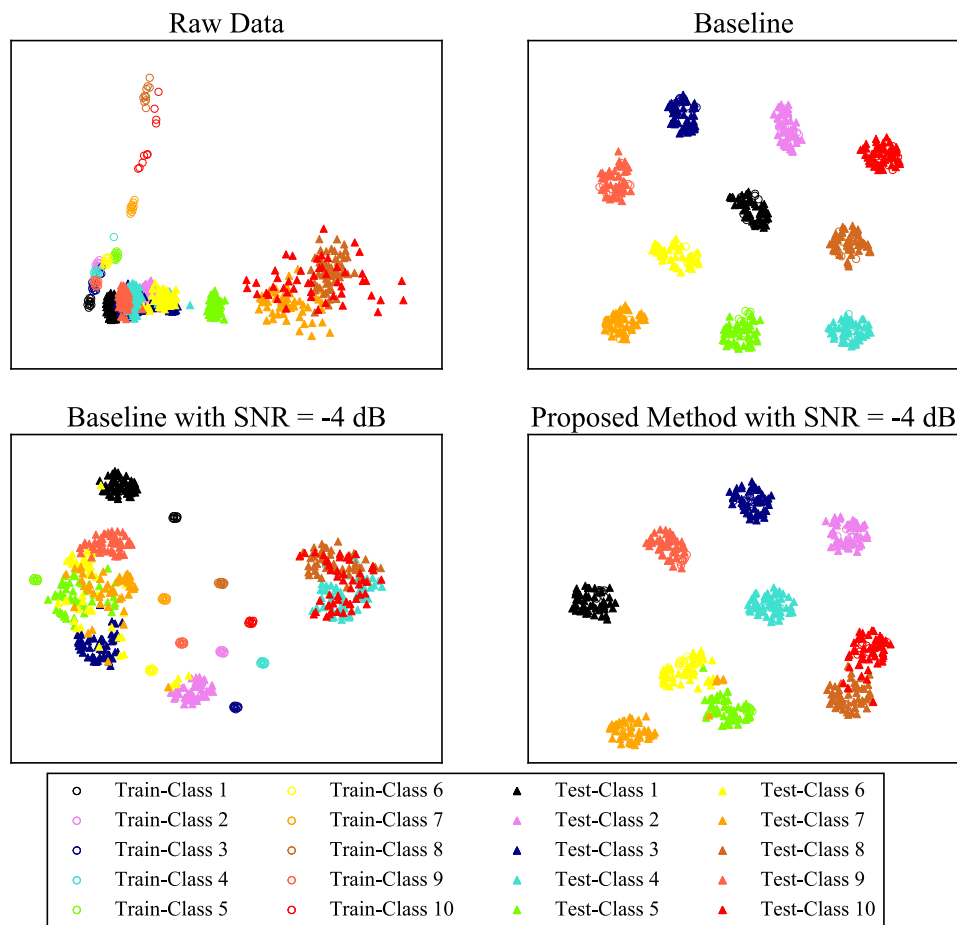 Raw Data
Baseline
Baseline with SNR = -4 dB
Proposed Method with SNR = -4 dB
Train-Class 1
Train-Class 6
Test-Class 1
Test-Class 6
Train-Class 2
Train-Class 7
Test-Class 2
Test-Class 7
Train-Class 3
Train-Class 8
Test-Class 3
Test-Class 8
Train-Class 4
Train-Class 9
Test-Class 4
Test-Class 9
Train-Class 5
Train-Class 10
Test-Class 5
Test-Class 10